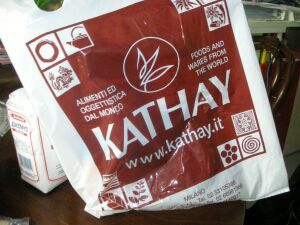 ALIMENTI ED
OGGETTISTICA
DAL MONDO
FOODS AND
WARES FROM
THE WORLD
KATHAY
www.kathay.it
MILANO